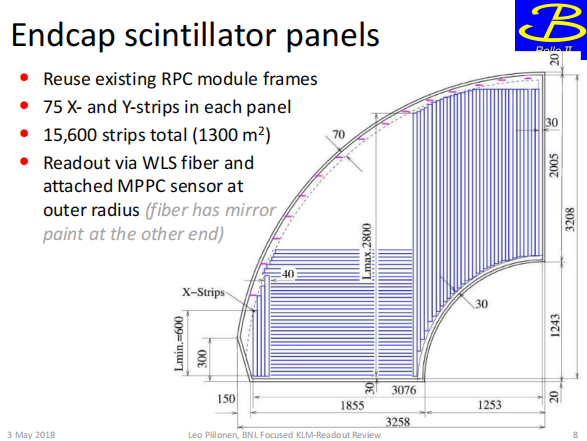 Endcap scintillator panels
Belle II
• Reuse existing RPC module frames
• 75 X- and Y-strips in each panel
• 15,600 strips total (1300 m²)
• Readout via WLS fiber and
attached MPPC sensor at
outer radius (fiber has mirror
paint at the other end)
20
70
30
2005
3208
Lmax.2800
40
X-Strips
Lmin.=600
30
300
1243
30
3076
20
150
1855
1253
3258
3 May 2018
Leo Piilonen, BNL Focused KLM-Readout Review
8